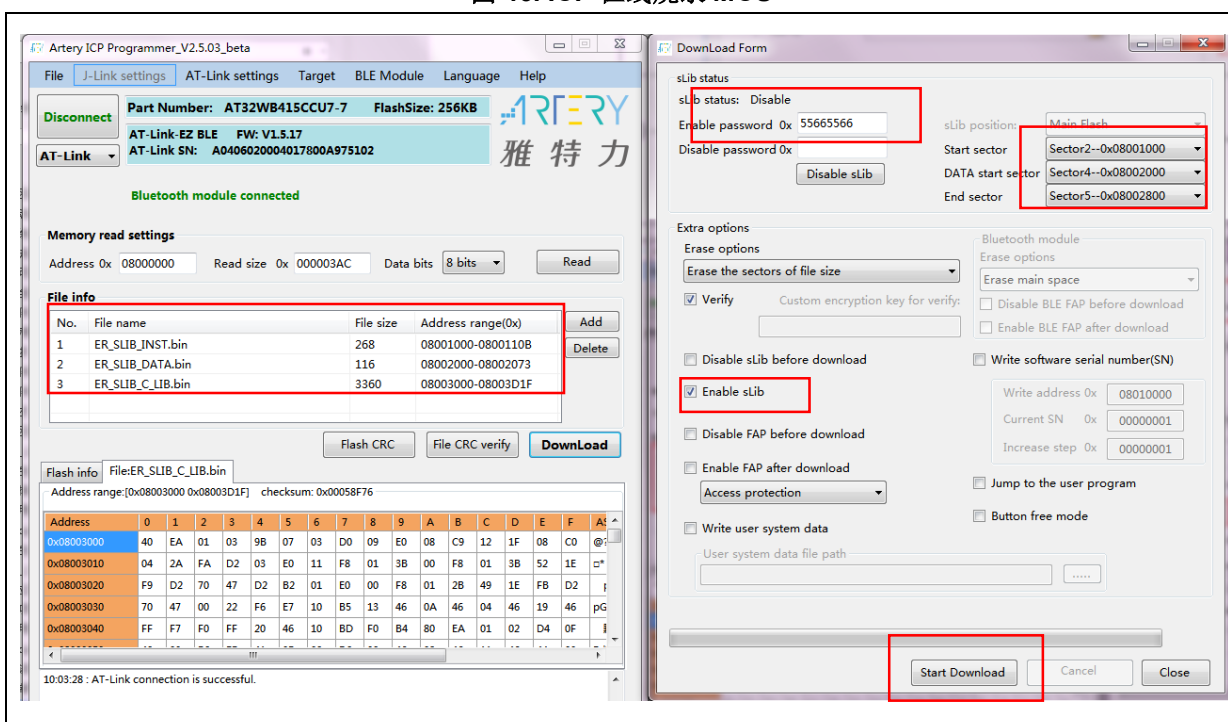 Artery ICP Programmer_V2.5.03_beta
File J-Link settings AT-Link settings Target BLE Module Language Help
Disconnect
Part Number: AT32WB415CCU7-7 FlashSize: 256KB
AT-Link-EZ BLE FW: V1.5.17
AT-Link
AT-Link SN: A0406020004017800A975102
ARTERY
雅特力
Bluetooth module connected
Memory read settings
Address 0x 08000000 Read size 0x 000003AC Data bits 8 bits Read
File info
No. File name File size Address range(0x)
1 ER_SLIB_INST.bin 268 08001000-0800110B
2 ER_SLIB_DATA.bin 116 08002000-08002073
3 ER_SLIB_C_LIB.bin 3360 08003000-08003D1F
Add
Delete
Flash CRC File CRC verify DownLoad
Flash info File:ER_SLIB_C_LIB.bin
Address range:[0x08003000 0x08003D1F] checksum: 0x00058F76
Address 0 1 2 3 4 5 6 7 8 9 A B C D E F
0x08003000 40 EA 01 03 9B 07 03 D0 09 E0 08 C9 12 1F 08 C0
0x08003010 04 2A FA D2 03 E0 11 F8 01 3B 00 F8 01 3B 52 1E
0x08003020 F9 D2 70 47 D2 B2 01 E0 00 F8 01 2B 49 1E FB D2
0x08003030 70 47 00 22 F6 E7 10 B5 13 46 0A 46 04 46 19 46 pG
0x08003040 FF F7 F0 FF 20 46 10 BD F0 B4 80 EA 01 02 D4 0F
10:03:28 : AT-Link connection is successful.
DownLoad Form
sLib status
sLib status: Disable
Enable password 0x 55665566
sLib position: Main Flash
Disable password 0x
Start sector Sector2--0x08001000
Disable sLib
DATA start sector Sector4--0x08002000
End sector Sector5--0x08002800
Extra options
Erase options
Erase the sectors of file size
Verify Custom encryption key for verify:
Disable sLib before download
Enable sLib
Disable FAP before download
Enable FAP after download
Access protection
Write user system data
User system data file path
.....
Bluetooth module
Erase options
Erase main space
Disable BLE FAP before download
Enable BLE FAP after download
Write software serial number(SN)
Write address 0x 08010000
Current SN 0x 00000001
Increase step 0x 00000001
Jump to the user program
Button free mode
Start Download Cancel Close